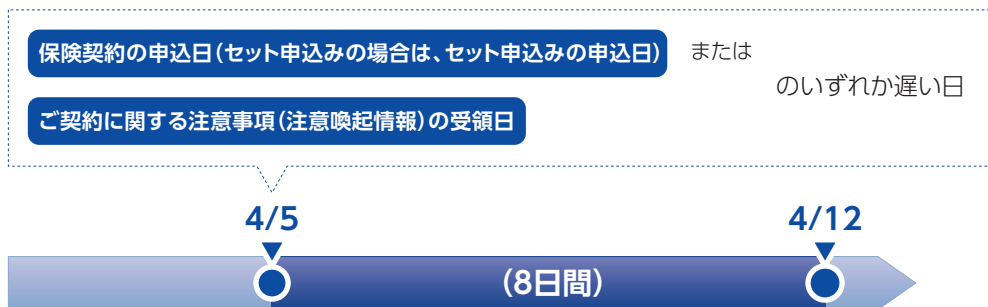 保険契約の申込日(セット申込みの場合は、セット申込みの申込日)
または
のいずれか遅い日
ご契約に関する注意事項(注意喚起情報)の受領日
4/5
4/12
(8日間)